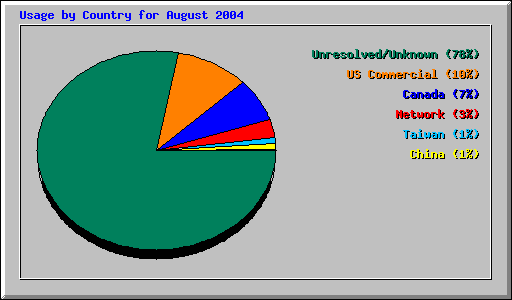 Usage by Country for August 2004
Unresolved/Unknown (78%)
US Commercial (10%)
Canada (7%)
Network (3%)
Taiwan (1%)
China (1%)